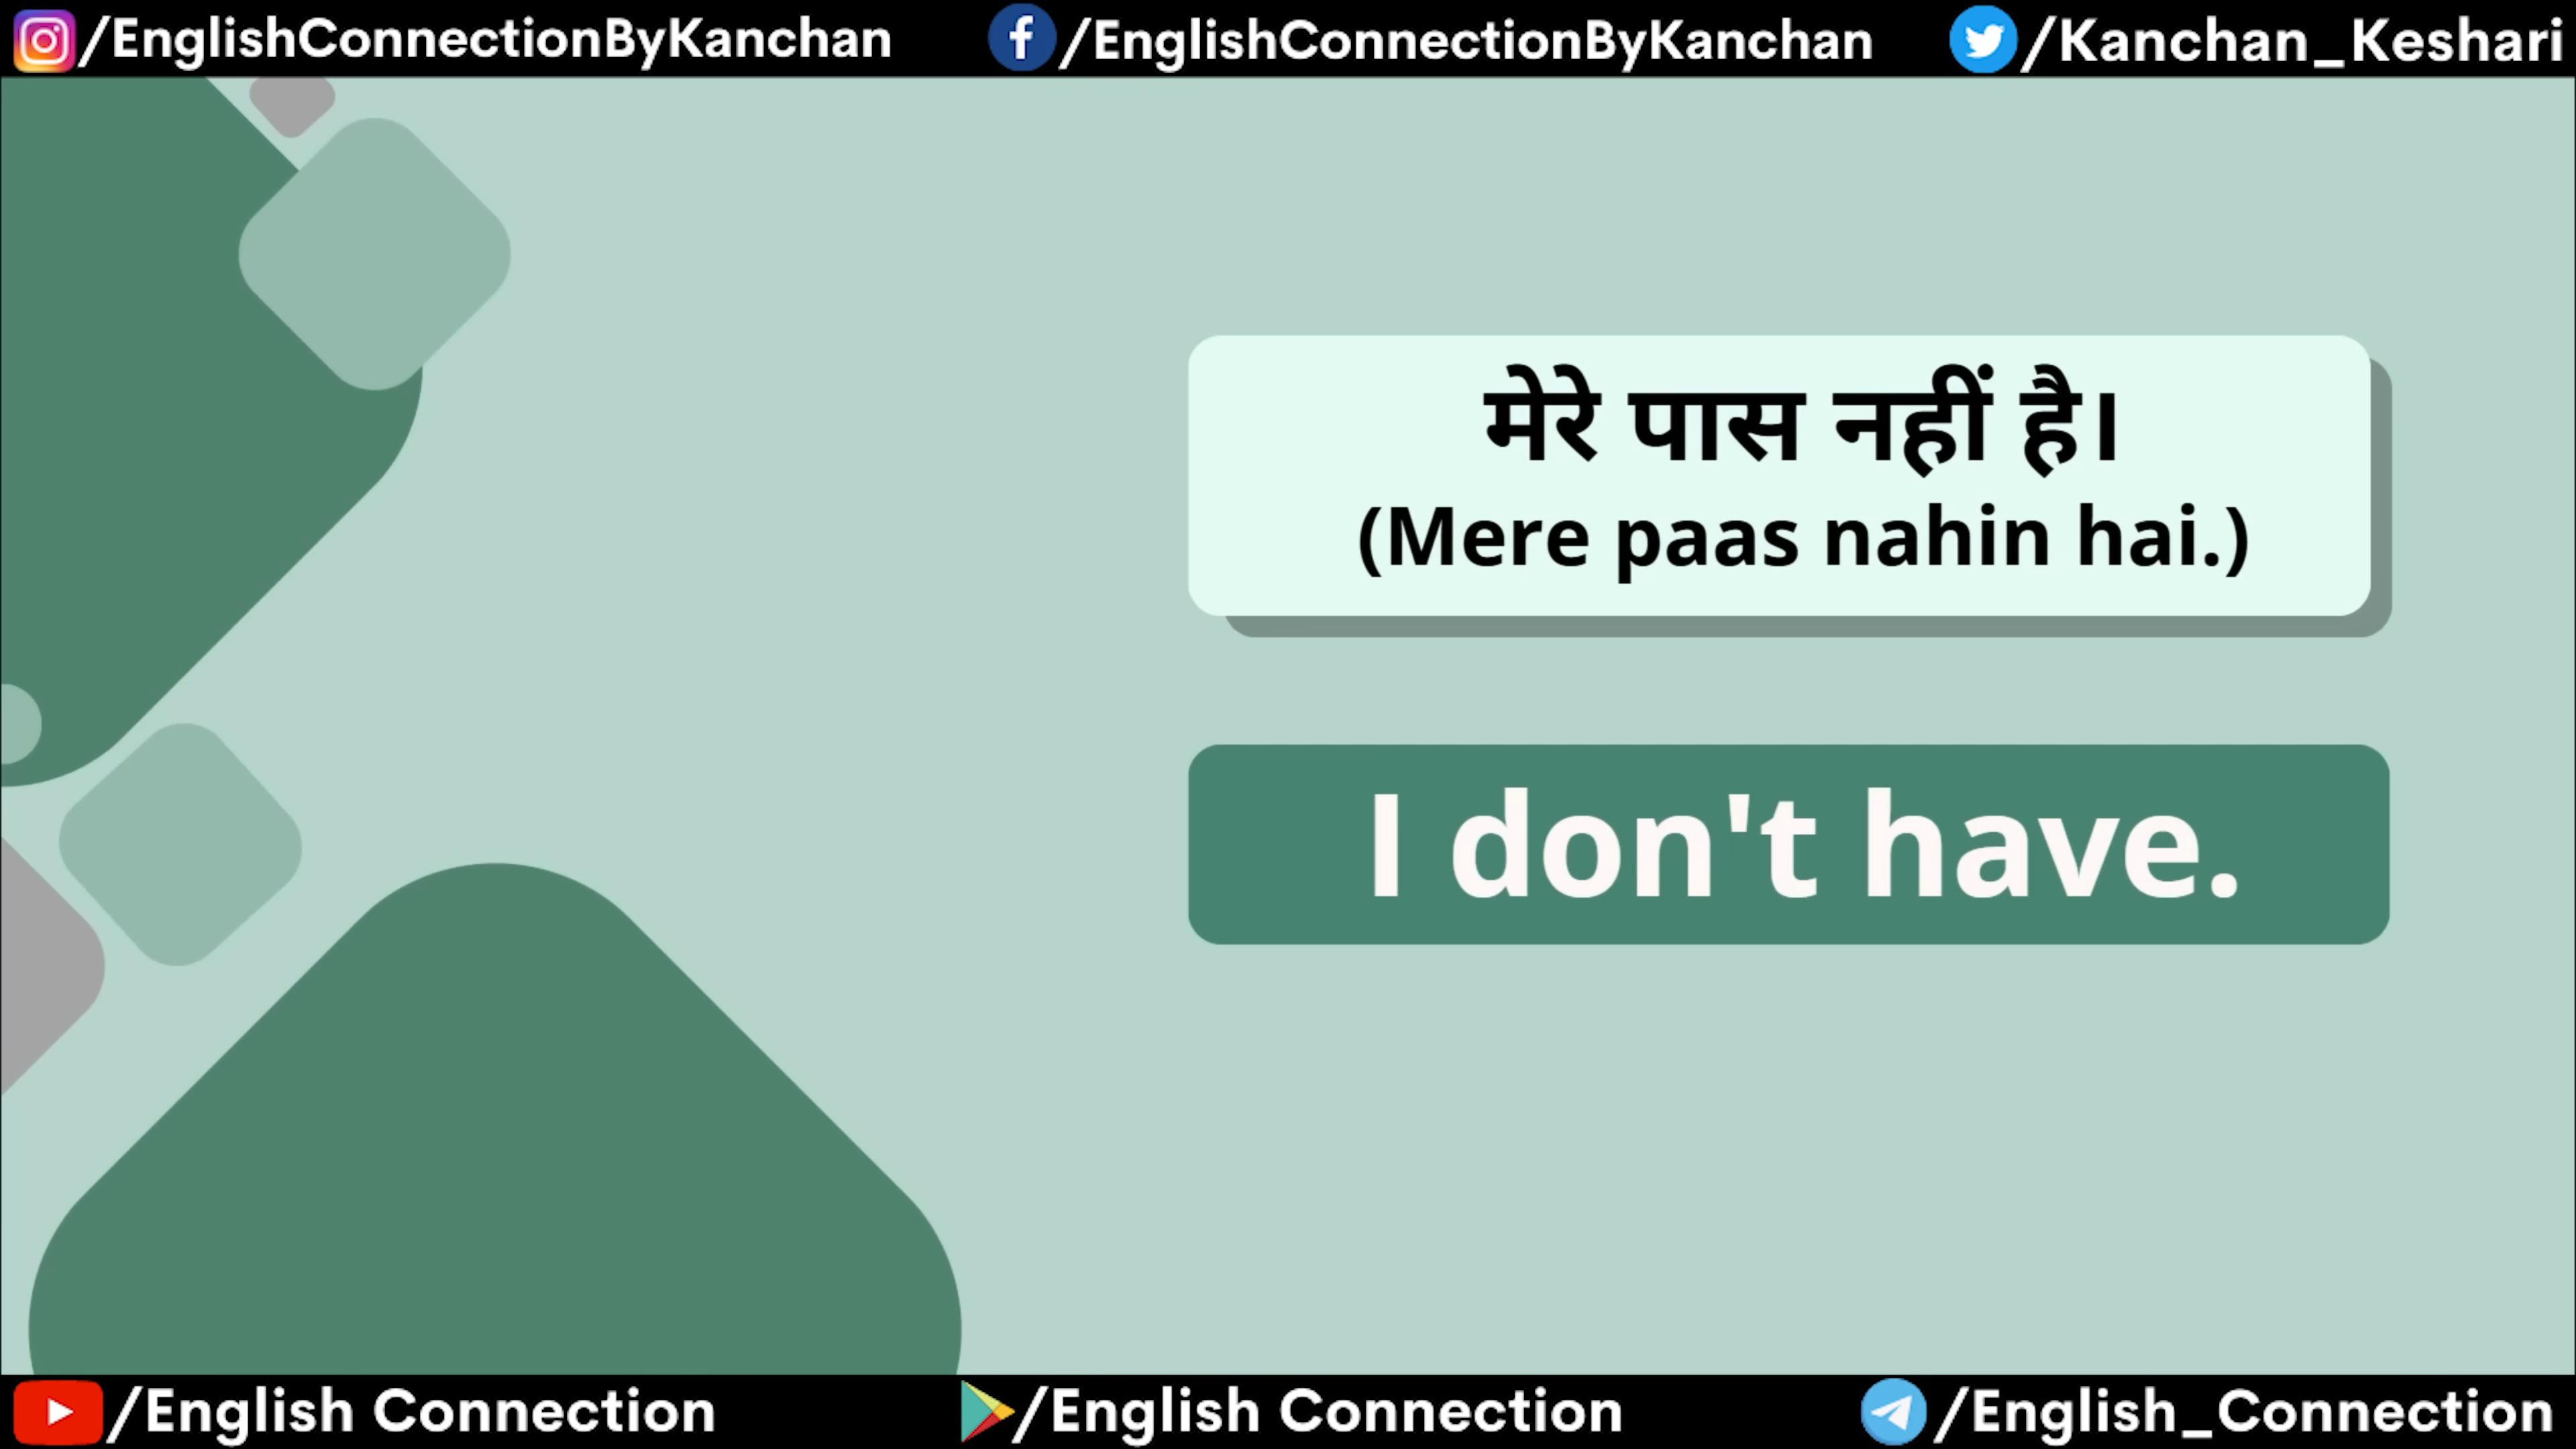 /EnglishConnectionByKanchan /EnglishConnectionByKanchan /Kanchan_Keshari
मेरे पास नहीं है।
(Mere paas nahin hai.)
I don't have.
/English Connection /English Connection /English_Connection